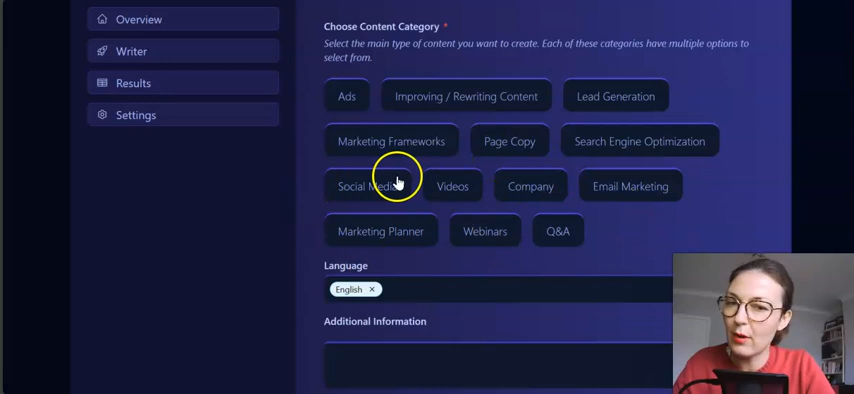 Overview
Writer
Results
Settings
Choose Content Category *
Select the main type of content you want to create. Each of these categories have multiple options to
select from.
Ads Improving / Rewriting Content Lead Generation
Marketing Frameworks Page Copy Search Engine Optimization
Social Media Videos Company Email Marketing
Marketing Planner Webinars Q&A
Language
English ×
Additional Information